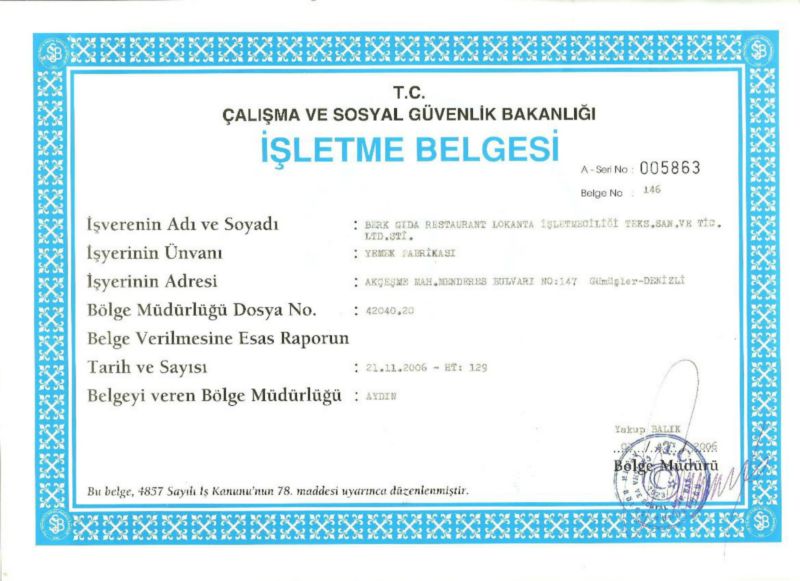 T.C.
ÇALIŞMA VE SOSYAL GÜVENLİK BAKANLIĞI
İŞLETME BELGESİ
A - Seri No : 005863
Belge No : 146
İşverenin Adı ve Soyadı : BERK GIDA RESTAURANT LOKANTA İŞLETMECİLİĞİ TEKS.SAN.VE TİC.
LTD.ŞTİ.
İşyerinin Ünvanı : YEMEK FABRİKASI
İşyerinin Adresi : AKÇEŞME MAH.MENDERES BULVARI NO:147 Gümüşler-DENİZLİ
Bölge Müdürlüğü Dosya No. : 42040.20
Belge Verilmesine Esas Raporun
Tarih ve Sayısı : 21.11.2006 - HT: 129
Belgeyi veren Bölge Müdürlüğü : AYDIN
Yakup BALIK
2006
Bölge Müdürü
Bu belge, 4857 Sayılı İş Kanunu'nun 78. maddesi uyarınca düzenlenmiştir.